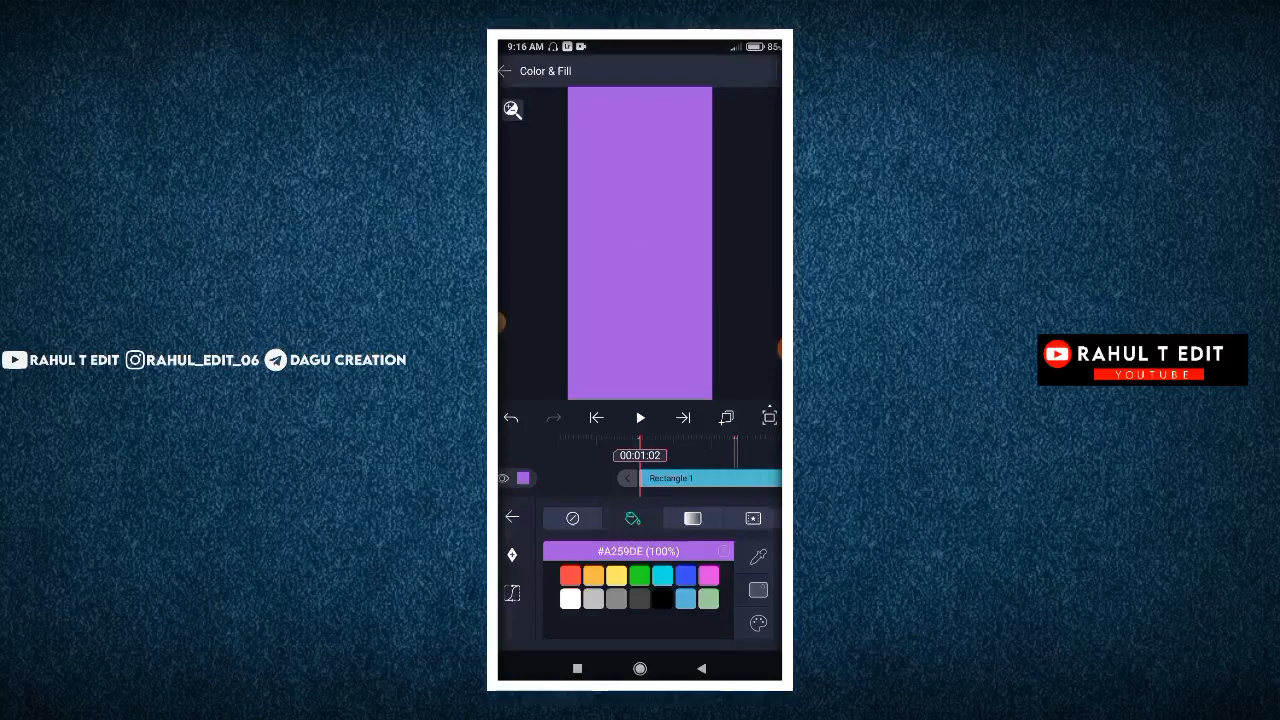 9:16 AM
85
Color & Fill
RAHUL T EDIT RAHUL_EDIT_06 DAGU CREATION
RAHUL T EDIT
YOUTUBE
00:01:02
Rectangle 1
#A259DE (100%)